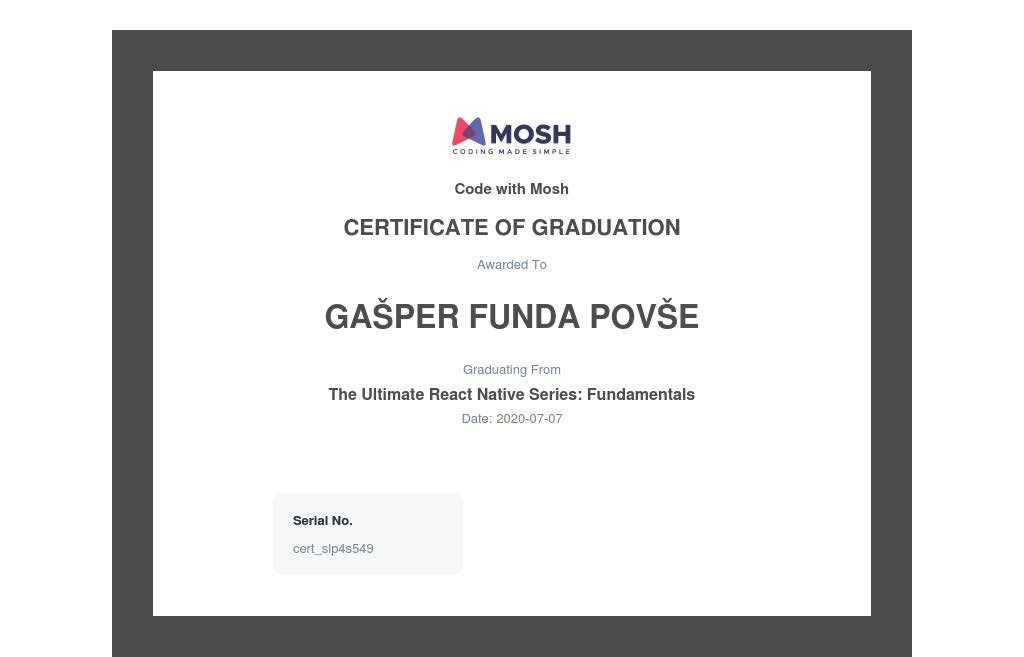 MOSH
CODING MADE SIMPLE
Code with Mosh
CERTIFICATE OF GRADUATION
Awarded To
GAŠPER FUNDA POVŠE
Graduating From
The Ultimate React Native Series: Fundamentals
Date: 2020-07-07
Serial No.
cert_slp4s549